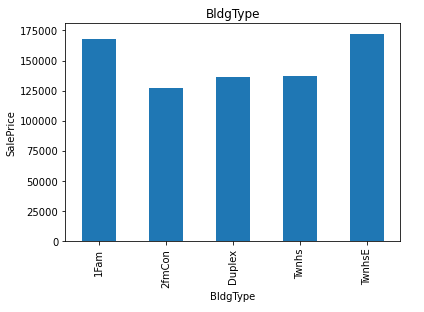 BldgType
175000
150000
125000
100000
75000
50000
25000
0
SalePrice
1Fam
2fmCon
Duplex
Twnhs
TwnhsE
BldgType